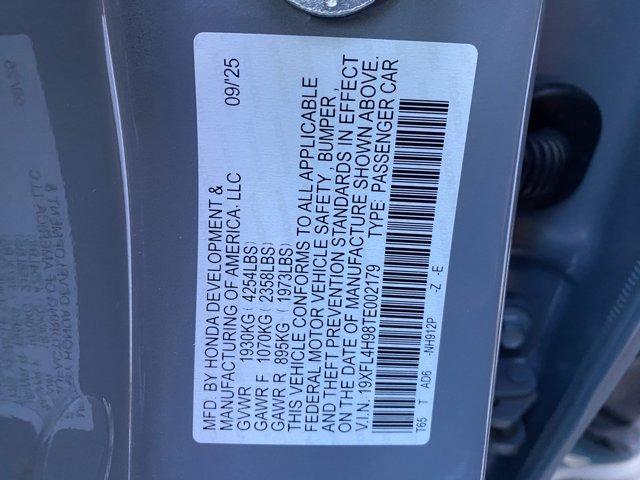 MFD. BY HONDA DEVELOPMENT & 09/'25
MANUFACTURING OF AMERICA, LLC
GVWR 1930KG ( 4254LBS)
GAWR F 1070KG ( 2358LBS)
GAWR R 895KG ( 1973LBS)
THIS VEHICLE CONFORMS TO ALL APPLICABLE
FEDERAL MOTOR VEHICLE SAFETY , BUMPER ,
AND THEFT PREVENTION STANDARDS IN EFFECT
ON THE DATE OF MANUFACTURE SHOWN ABOVE.
V.I.N. 19XFL4H98TE002179 TYPE: PASSENGER CAR
T65 T AD6 -NH912P -Z -E